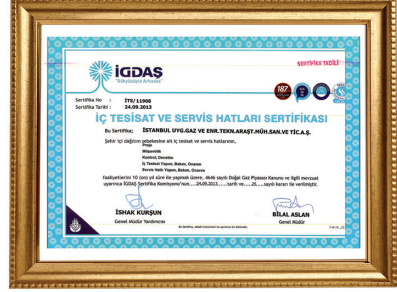 SERTİFİKA TADİLİ
İGDAŞ
"Gökyüzüyle Arkadaş"
187
Sertifika No : İTS/11908
Sertifika Tarihi : 24.09.2013
İÇ TESİSAT VE SERVİS HATLARI SERTİFİKASI
Bu Sertifika; İSTANBUL UYG.GAZ VE ENR.TEKN.ARAŞT.MÜH.SAN.VE TİC.A.Ş.
Şehir içi dağıtım şebekesine ait iç tesisat ve servis hatlarının,
Proje
Müşavirlik
Kontrol, Denetim
İç Tesisat Yapım, Bakım, Onarım
Servis Hattı Yapım, Bakım, Onarım
faaliyetlerini 10 (on) yıl süre ile yapmak üzere, 4646 sayılı Doğal Gaz Piyasası Kanunu ve ilgili mevzuat
uyarınca İGDAŞ Sertifika Komisyonu'nun....24.09.2013......tarih ve....25....sayılı kararı ile verilmiştir.
İSHAK KURŞUN
Genel Müdür Yardımcısı
BİLAL ASLAN
Genel Müdür